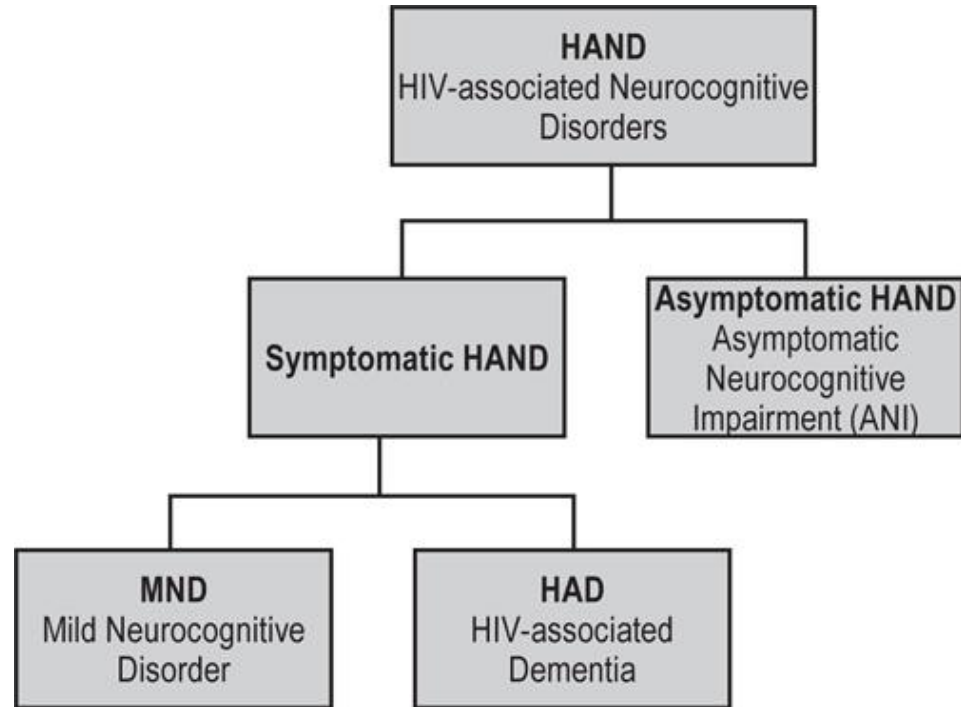 HAND
HIV-associated Neurocognitive
Disorders
Symptomatic HAND
Asymptomatic HAND
Asymptomatic
Neurocognitive
Impairment (ANI)
MND
Mild Neurocognitive
Disorder
HAD
HIV-associated
Dementia